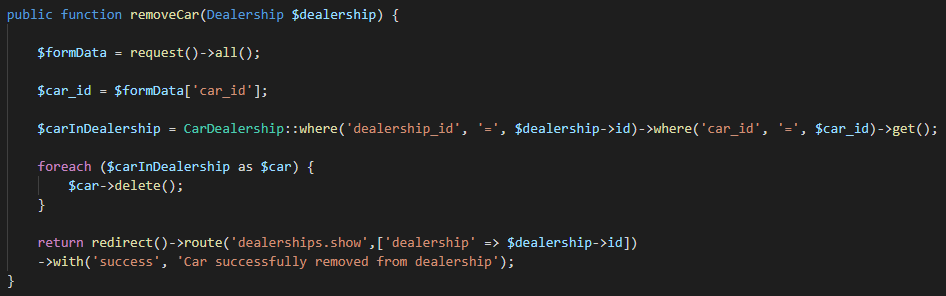 public function removeCar(Dealership $dealership) {
$formData = request()->all();
$car_id = $formData['car_id'];
$carInDealership = CarDealership::where('dealership_id', '=', $dealership->id)->where('car_id', '=', $car_id)->get();
foreach ($carInDealership as $car) {
$car->delete();
}
return redirect()->route('dealerships.show',['dealership' => $dealership->id])
->with('success', 'Car successfully removed from dealership');
}